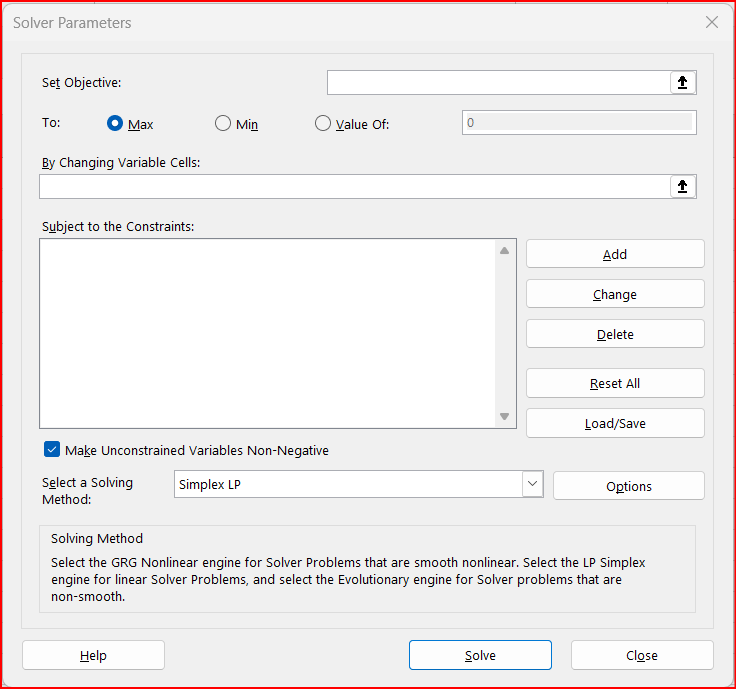 Solver Parameters
Set Objective:
To:
Max
Min
Value Of:
0
By Changing Variable Cells:
Subject to the Constraints:
Add
Change
Delete
Reset All
Load/Save
Make Unconstrained Variables Non-Negative
Select a Solving
Method:
Simplex LP
Options
Solving Method
Select the GRG Nonlinear engine for Solver Problems that are smooth nonlinear. Select the LP Simplex
engine for linear Solver Problems, and select the Evolutionary engine for Solver problems that are
non-smooth.
Help
Solve
Close